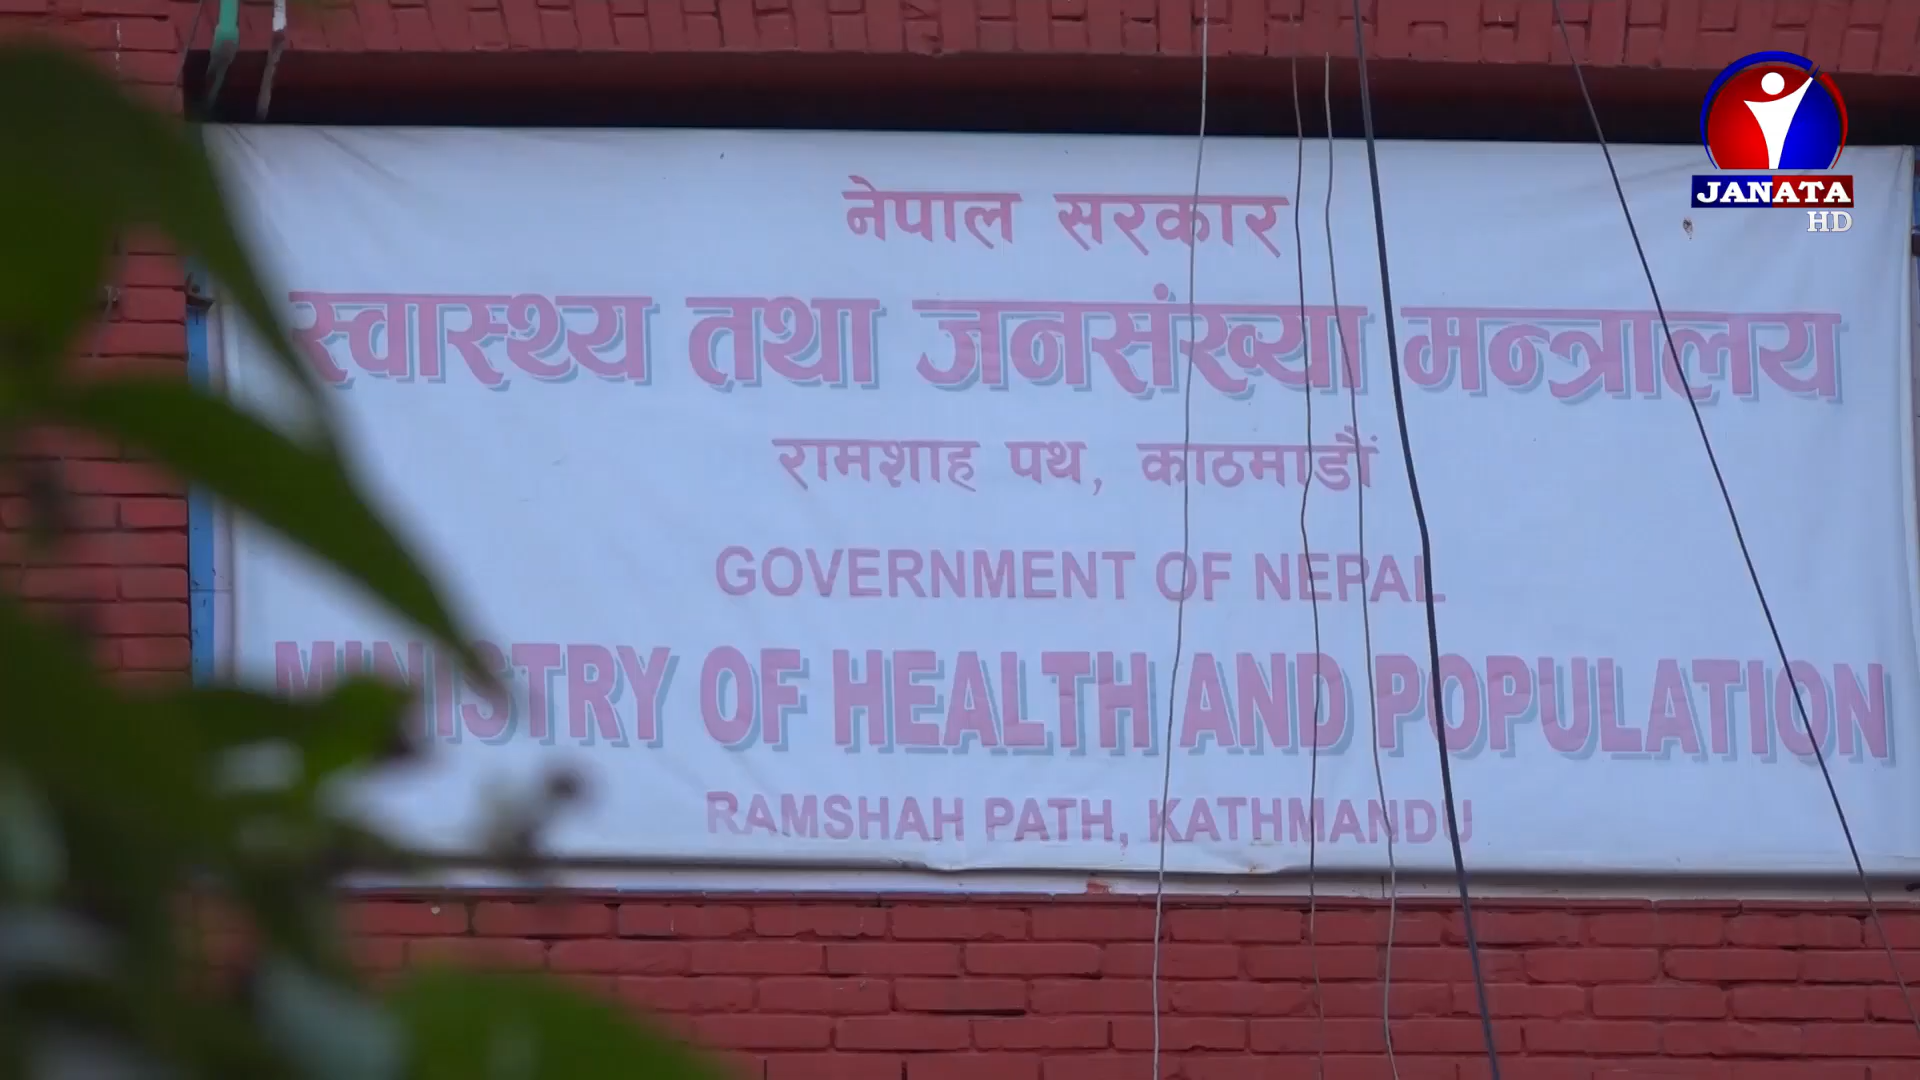 JANATA
HD
नेपाल सरकार
स्वास्थ्य तथा जनसंख्या मन्त्रालय
रामशाह पथ, काठमाडौं
GOVERNMENT OF NEPAL
MINISTRY OF HEALTH AND POPULATION
RAMSHAH PATH, KATHMANDU